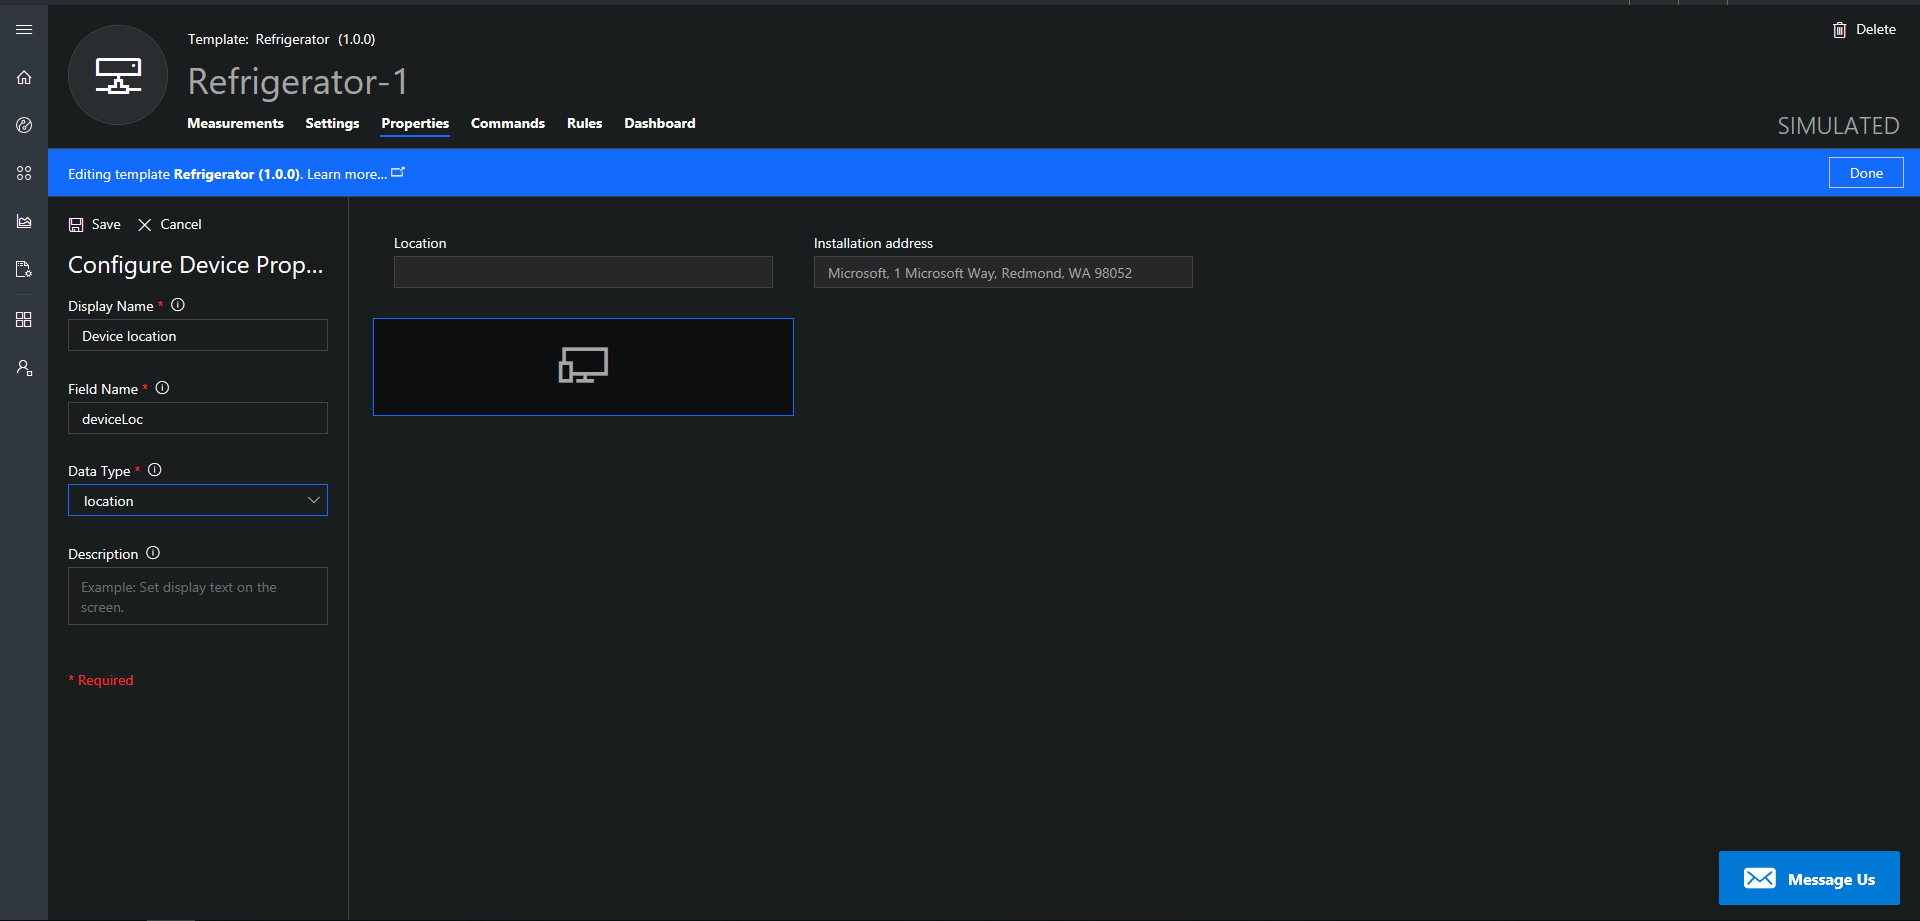 Template: Refrigerator (1.0.0)
Delete
Refrigerator-1
Measurements Settings Properties Commands Rules Dashboard
SIMULATED
Editing template Refrigerator (1.0.0). Learn more...
Done
Save Cancel
Configure Device Prop...
Display Name *
Device location
Field Name *
deviceLoc
Data Type *
location
Description
Example: Set display text on the
screen.
* Required
Location
Installation address
Microsoft, 1 Microsoft Way, Redmond, WA 98052
Message Us